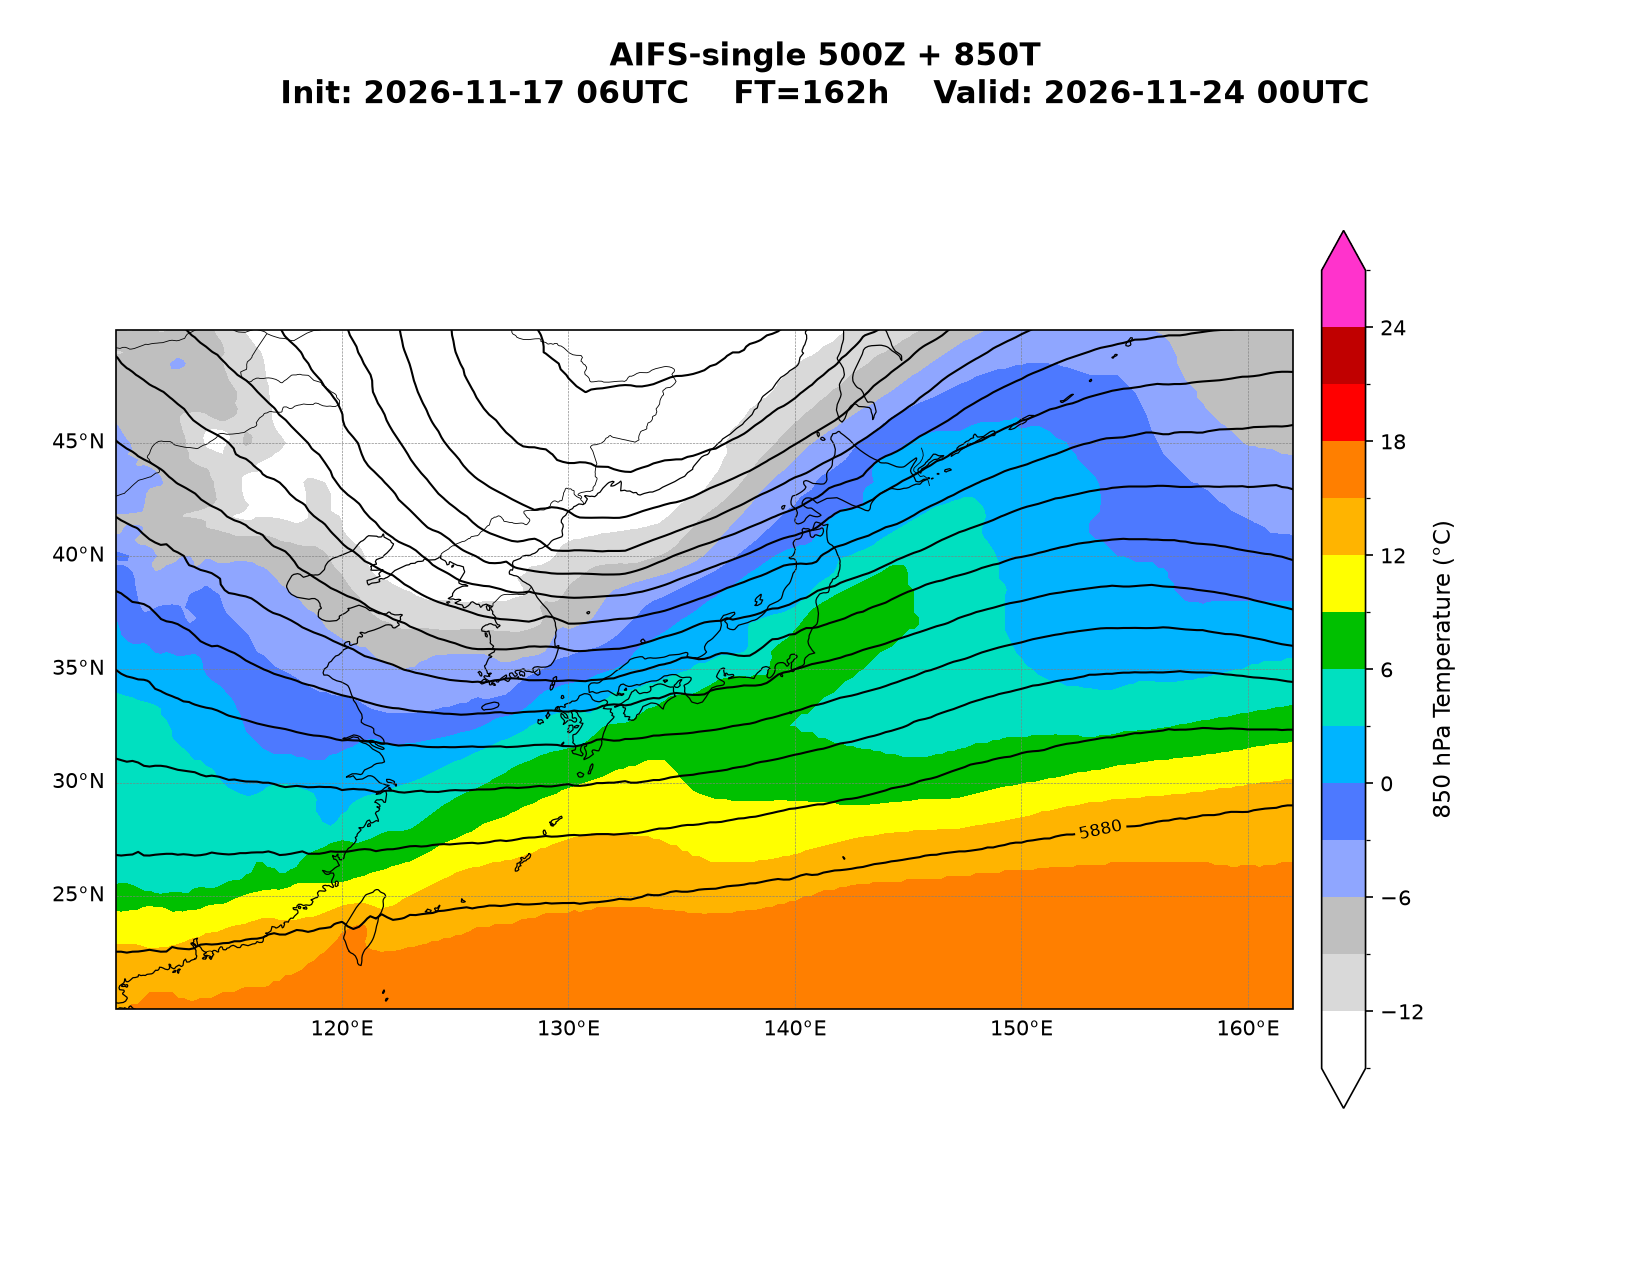 AIFS-single 500Z + 850T
Init: 2026-11-17 06UTC    FT=162h    Valid: 2026-11-24 00UTC
24
18
12
6
0
−6
−12
850 hPa Temperature (°C)
45°N
40°N
35°N
30°N
25°N
5880
120°E
130°E
140°E
150°E
160°E